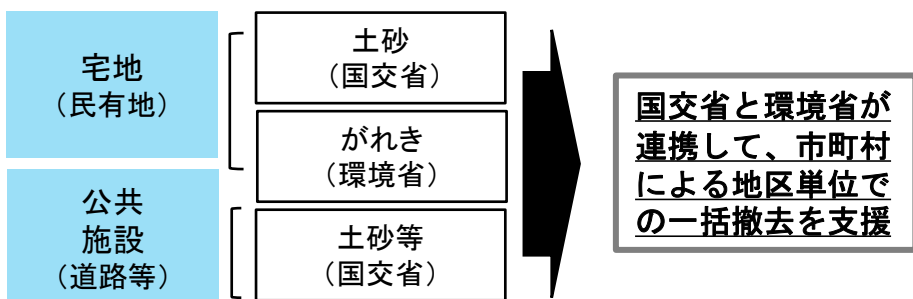 宅地
（民有地）
土砂
（国交省）
がれき
（環境省）
公共
施設
（道路等）
土砂等
（国交省）
国交省と環境省が
連携して、市町村
による地区単位で
の一括撤去を支援